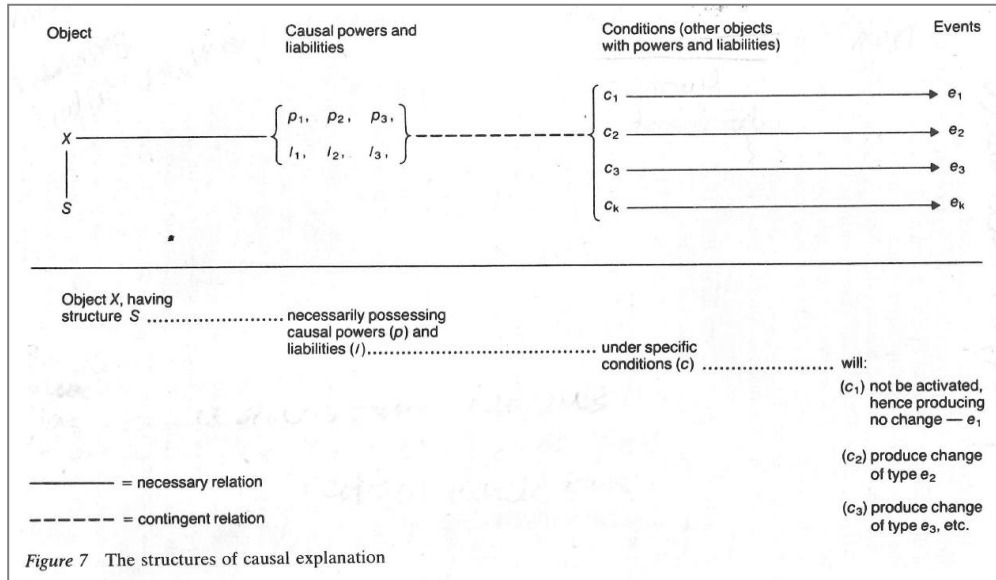 Object
Causal powers and
liabilities
Conditions (other objects
with powers and liabilities)
Events
X
S
p₁, p₂, p₃,
l₁, l₂, l₃,
c₁ e₁
c₂ e₂
c₃ e₃
cₖ eₖ
Object X, having
structure S .................... necessarily possessing
causal powers (p) and
liabilities (l)................................. under specific
conditions (c) .................... will:
(c₁) not be activated,
hence producing
no change — e₁
(c₂) produce change
of type e₂
(c₃) produce change
of type e₃, etc.
= necessary relation
= contingent relation
Figure 7 The structures of causal explanation